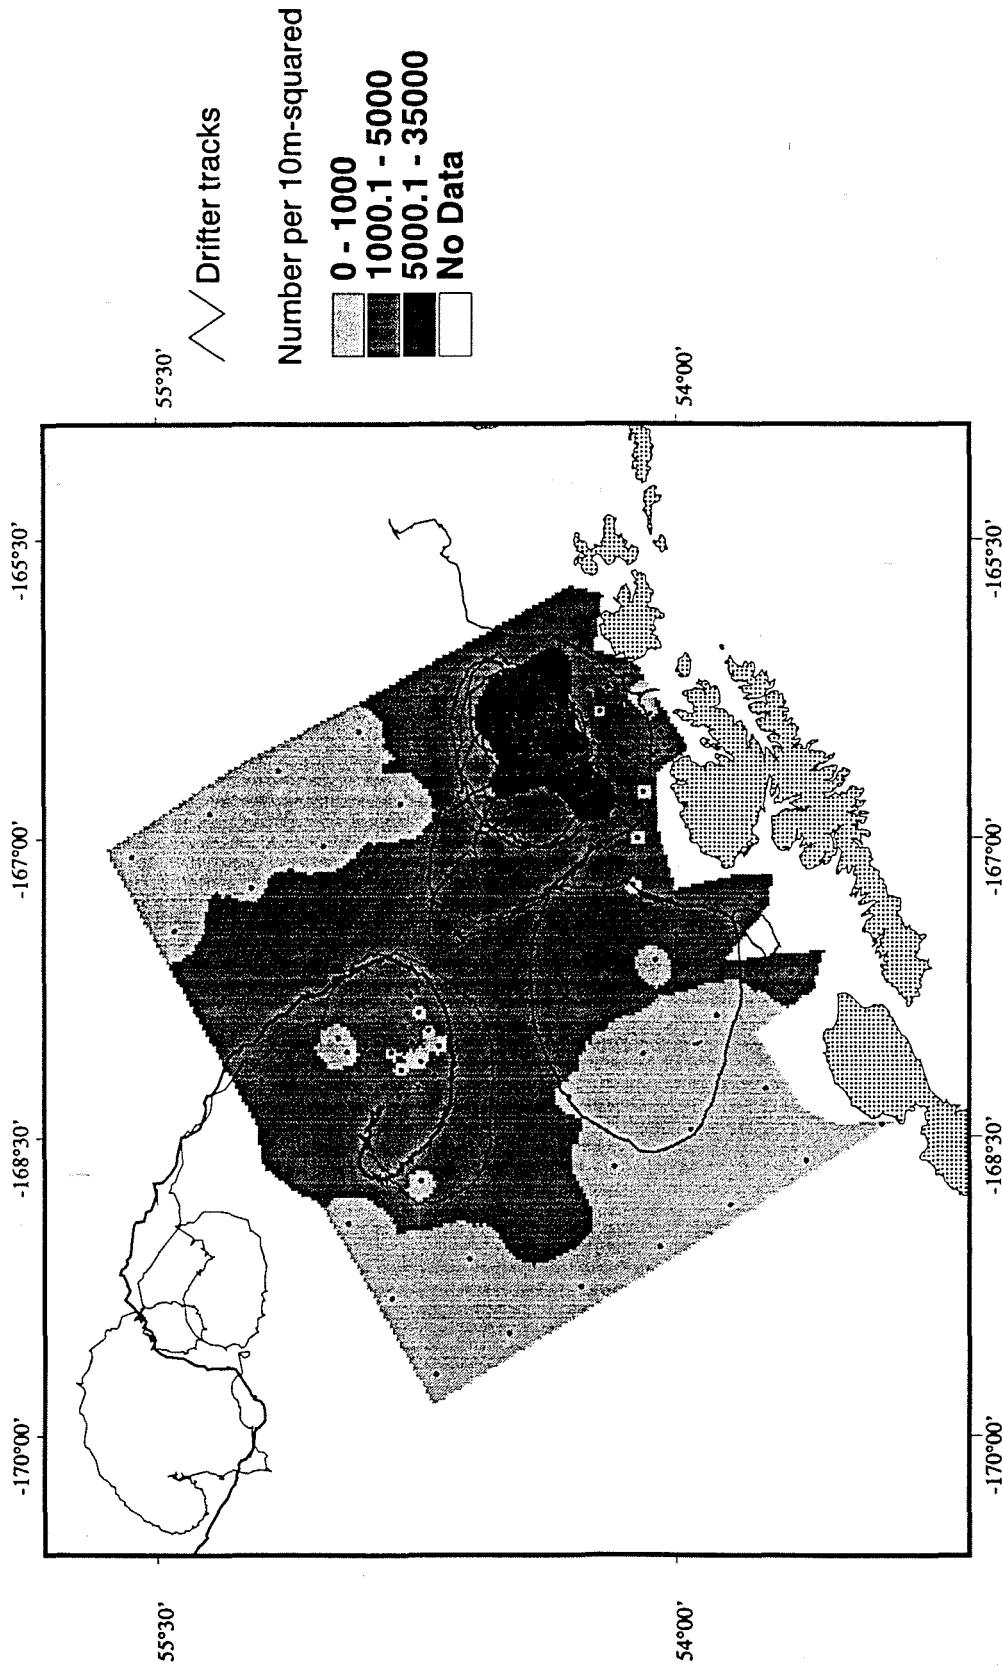 Drifter tracks
Number per 10m-squared
0 - 1000
1000.1 - 5000
5000.1 - 35000
No Data
-170°00'
-168°30'
-167°00'
-165°30'
55°30'
55°30'
54°00'
54°00'
-170°00'
-168°30'
-167°00'
-165°30'